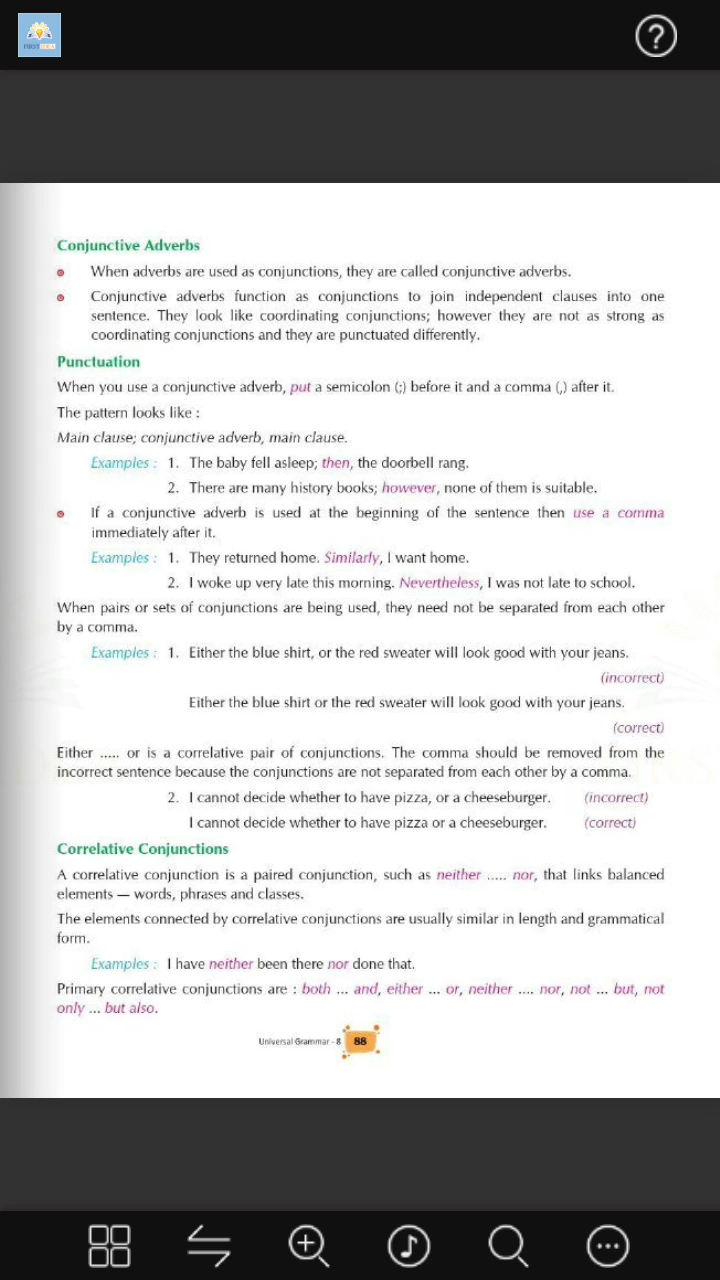 Conjunctive Adverbs
When adverbs are used as conjunctions, they are called conjunctive adverbs.
Conjunctive adverbs function as conjunctions to join independent clauses into one
sentence. They look like coordinating conjunctions; however they are not as strong as
coordinating conjunctions and they are punctuated differently.
Punctuation
When you use a conjunctive adverb, put a semicolon (;) before it and a comma (,) after it.
The pattern looks like :
Main clause; conjunctive adverb, main clause.
Examples : 1. The baby fell asleep; then, the doorbell rang.
2. There are many history books; however, none of them is suitable.
If a conjunctive adverb is used at the beginning of the sentence then use a comma
immediately after it.
Examples : 1. They returned home. Similarly, I want home.
2. I woke up very late this morning. Nevertheless, I was not late to school.
When pairs or sets of conjunctions are being used, they need not be separated from each other
by a comma.
Examples : 1. Either the blue shirt, or the red sweater will look good with your jeans.
(incorrect)
Either the blue shirt or the red sweater will look good with your jeans.
(correct)
Either ..... or is a correlative pair of conjunctions. The comma should be removed from the
incorrect sentence because the conjunctions are not separated from each other by a comma.
2. I cannot decide whether to have pizza, or a cheeseburger. (incorrect)
I cannot decide whether to have pizza or a cheeseburger. (correct)
Correlative Conjunctions
A correlative conjunction is a paired conjunction, such as neither ..... nor, that links balanced
elements — words, phrases and classes.
The elements connected by correlative conjunctions are usually similar in length and grammatical
form.
Examples : I have neither been there nor done that.
Primary correlative conjunctions are : both ... and, either ... or, neither .... nor, not ... but, not
only ... but also.
Universal Grammar - 8 88